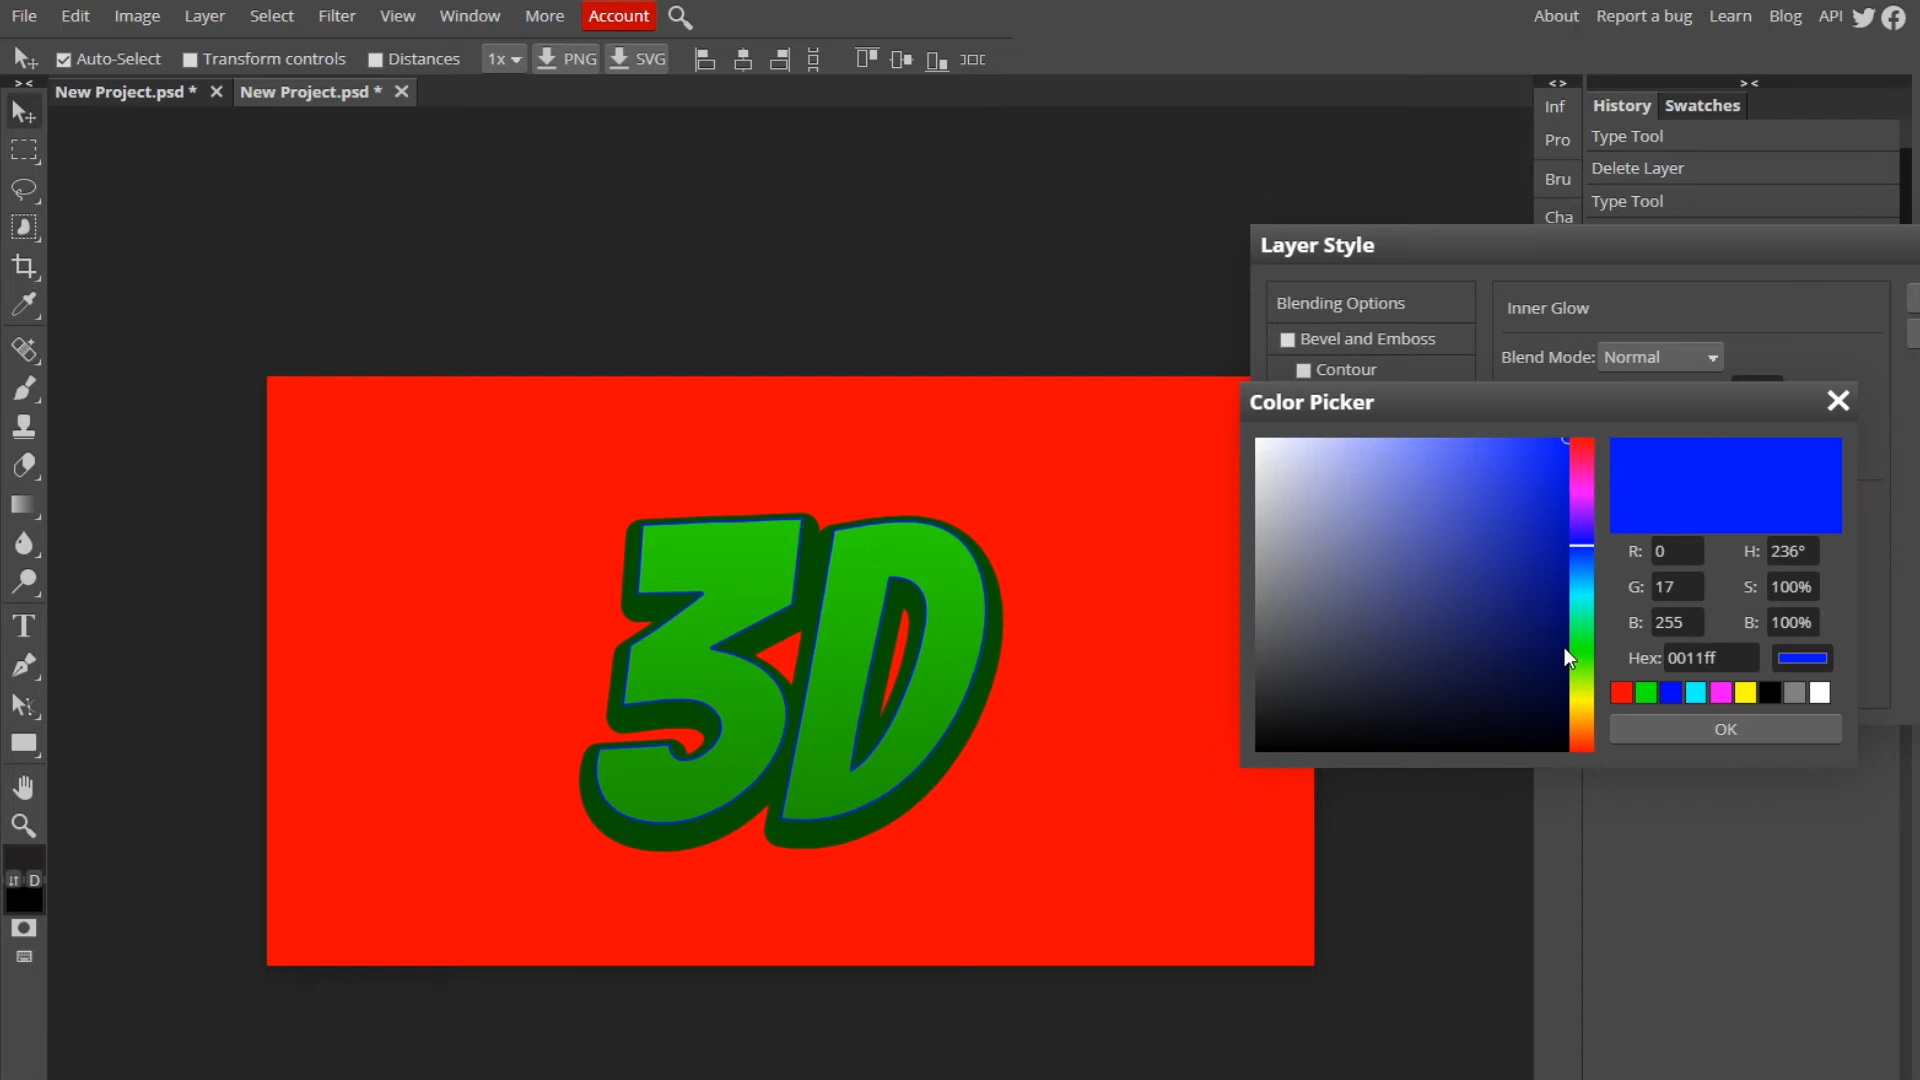 File Edit Image Layer Select Filter View Window More Account About Report a bug Learn Blog API
Auto-Select Transform controls Distances 1x PNG SVG
> < < > > <
New Project.psd * New Project.psd *
Inf
Pro
Bru
Cha
History Swatches
Type Tool
Delete Layer
Type Tool
Layer Style
Blending Options
Bevel and Emboss
Contour
Inner Glow
Blend Mode: Normal
Color Picker
R: 0 H: 236°
G: 17 S: 100%
B: 255 B: 100%
Hex: 0011ff
OK
3D
T
D